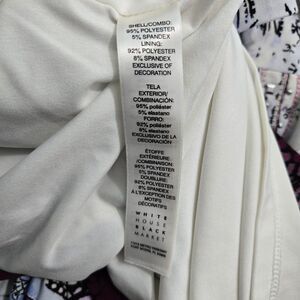 SHELL/COMBO:
95% POLYESTER
5% SPANDEX
LINING:
92% POLYESTER
8% SPANDEX
EXCLUSIVE OF
DECORATION
TELA
EXTERIOR/
COMBINACIÓN:
95% poliéster
5% elastano
FORRO:
92% poliéster
8% elastano
EXCLUSIVO DE LA
DECORACIÓN
ÉTOFFE
EXTÉRIEURE
/COMBINAISON:
95% POLYESTER
5% SPANDEX
DOUBLURE:
92% POLYESTER
8% SPANDEX
A L'EXCEPTION DES
MOTIFS
DÉCORATIFS
WHITE
HOUSE
BLACK
MARKET